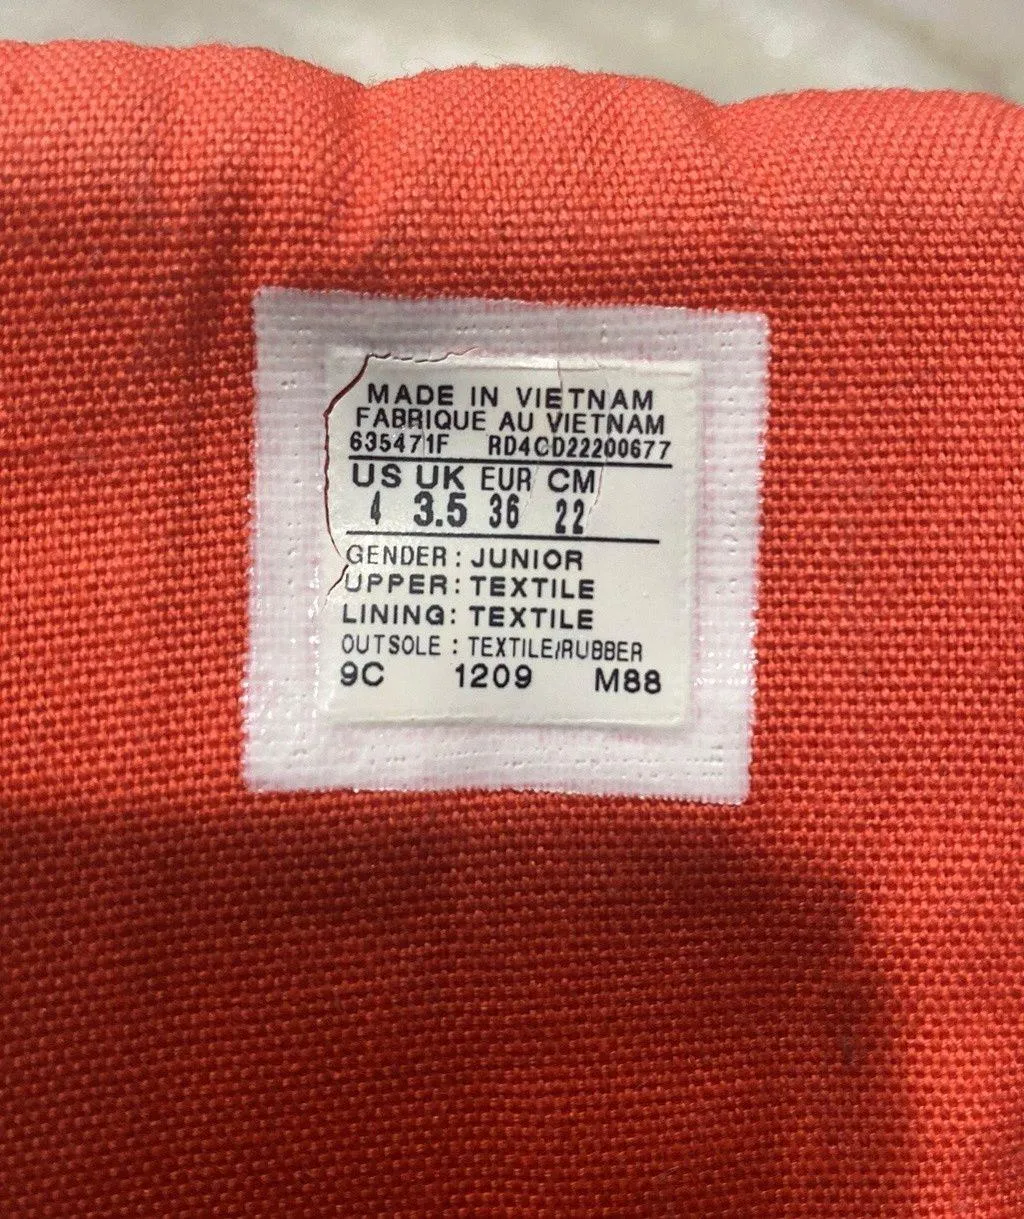 MADE IN VIETNAM
FABRIQUE AU VIETNAM
635471F RD4CD22200677
US UK EUR CM
4 3.5 36 22
GENDER: JUNIOR
UPPER: TEXTILE
LINING: TEXTILE
OUTSOLE : TEXTILE/RUBBER
9C 1209 M88